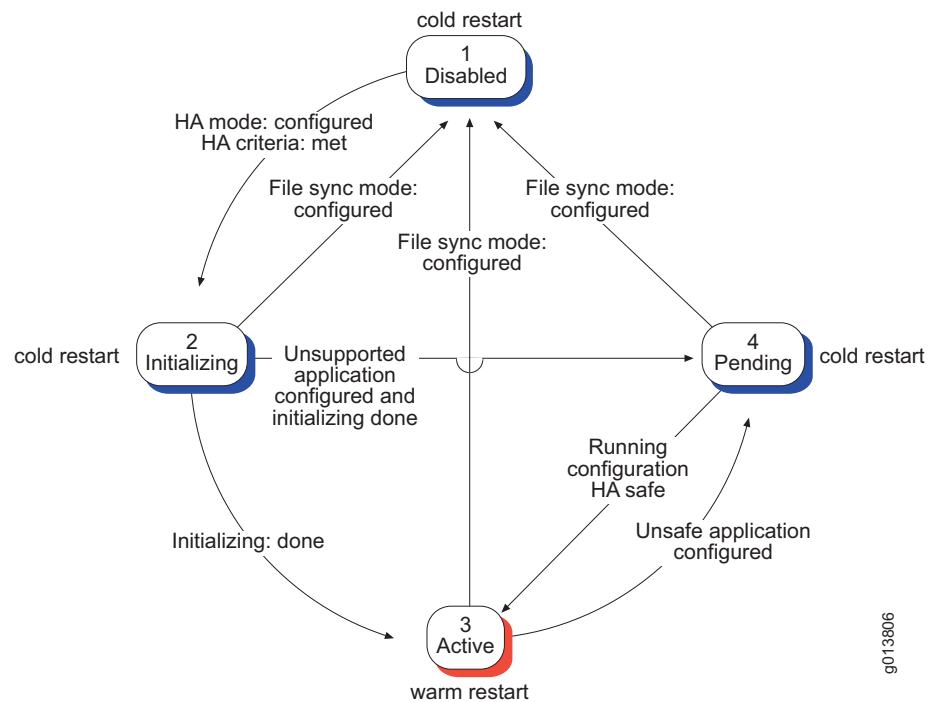 cold restart
1
Disabled
HA mode: configured
HA criteria: met
File sync mode:
configured
File sync mode:
configured
File sync mode:
configured
cold restart
2
Initializing
Unsupported
application
configured and
initializing done
4
Pending
cold restart
Running
configuration
HA safe
Unsafe application
configured
Initializing: done
3
Active
warm restart
g013806